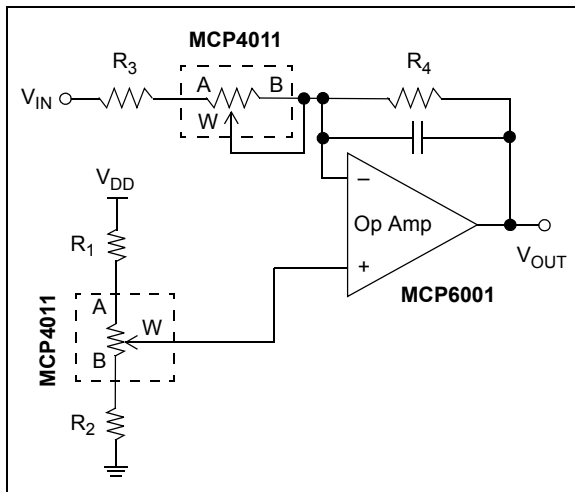 MCP4011
R3
R4
A
B
VIN
W
VDD
–
Op Amp
R1
+
VOUT
MCP6001
A
W
MCP4011
B
R2